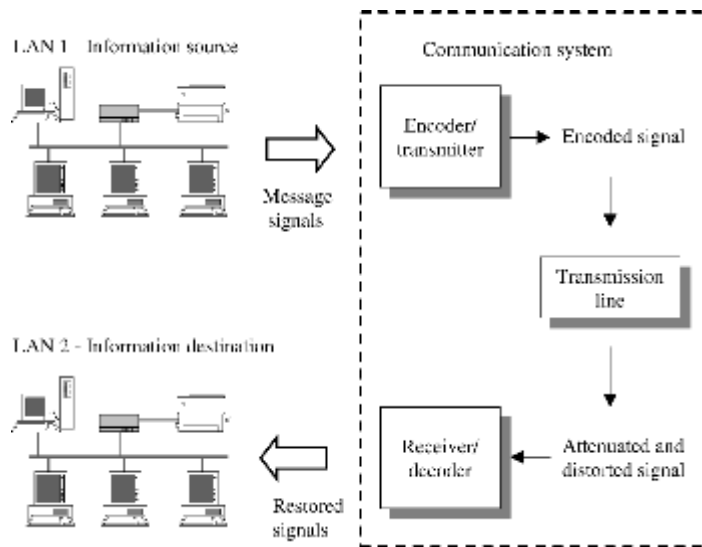 LAN 1 - Information source
Communication system
Encoder/
transmitter
Encoded signal
Message
signals
Transmission
line
LAN 2 - Information destination
Receiver/
decoder
Attenuated and
distorted signal
Restored
signals